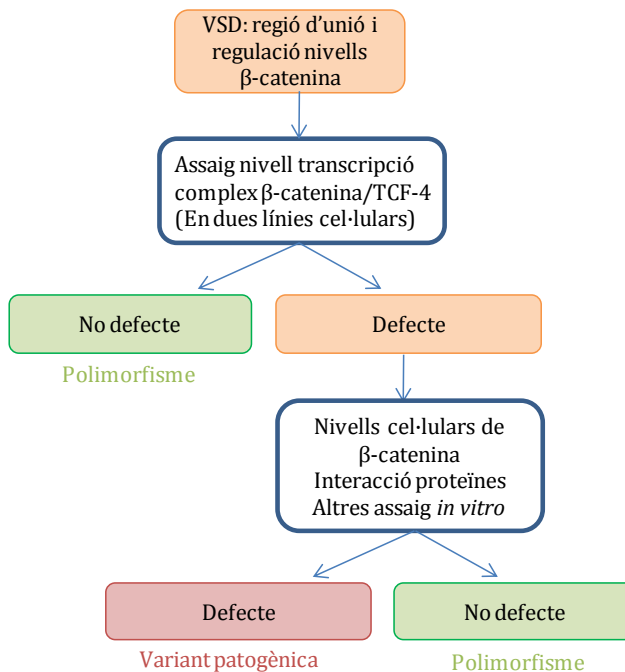 VSD: regió d’unió i
regulació nivells
β-catenina
Assaig nivell transcripció
complex β-catenina/TCF-4
(En dues línies cel·lulars)
No defecte
Defecte
Polimorfisme
Nivells cel·lulars de
β-catenina
Interacció proteïnes
Altres assaig in vitro
Defecte
No defecte
Variant patogènica
Polimorfisme